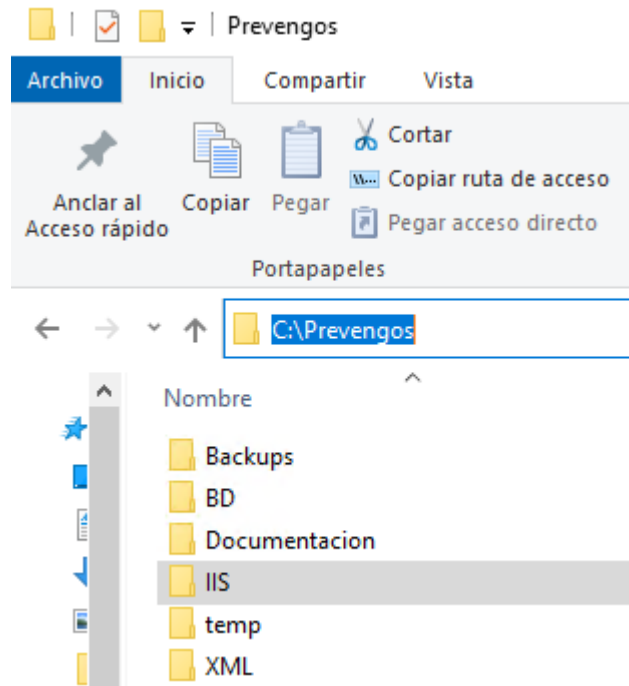 Prevengos
Archivo Inicio Compartir Vista
Anclar al
Acceso rápido
Copiar
Pegar
Cortar
Copiar ruta de acceso
Pegar acceso directo
Portapapeles
C:\Prevengos
Nombre
Backups
BD
Documentacion
IIS
temp
XML